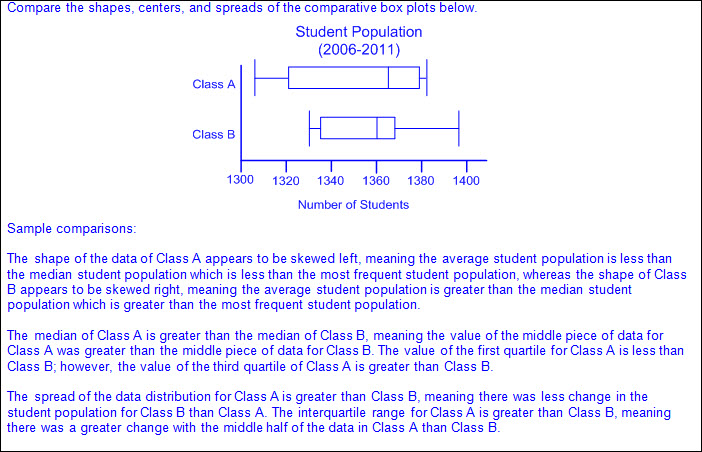 Compare the shapes, centers, and spreads of the comparative box plots below.
Student Population
(2006-2011)
Class A
Class B
1300 1320 1340 1360 1380 1400
Number of Students
Sample comparisons:
The shape of the data of Class A appears to be skewed left, meaning the average student population is less than
the median student population which is less than the most frequent student population, whereas the shape of Class
B appears to be skewed right, meaning the average student population is greater than the median student
population which is greater than the most frequent student population.
The median of Class A is greater than the median of Class B, meaning the value of the middle piece of data for
Class A was greater than the middle piece of data for Class B. The value of the first quartile for Class A is less than
Class B; however, the value of the third quartile of Class A is greater than Class B.
The spread of the data distribution for Class A is greater than Class B, meaning there was less change in the
student population for Class B than Class A. The interquartile range for Class A is greater than Class B, meaning
there was a greater change with the middle half of the data in Class A than Class B.